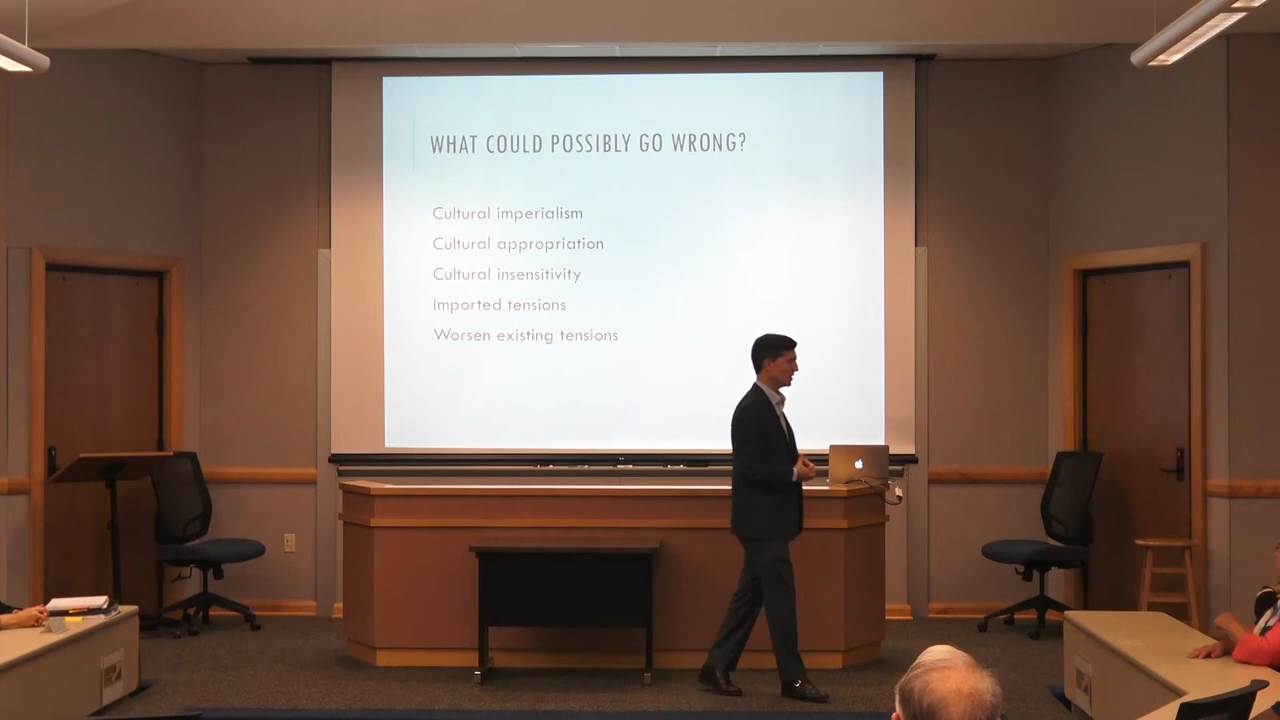 WHAT COULD POSSIBLY GO WRONG?
Cultural imperialism
Cultural appropriation
Cultural insensitivity
Imported tensions
Worsen existing tensions